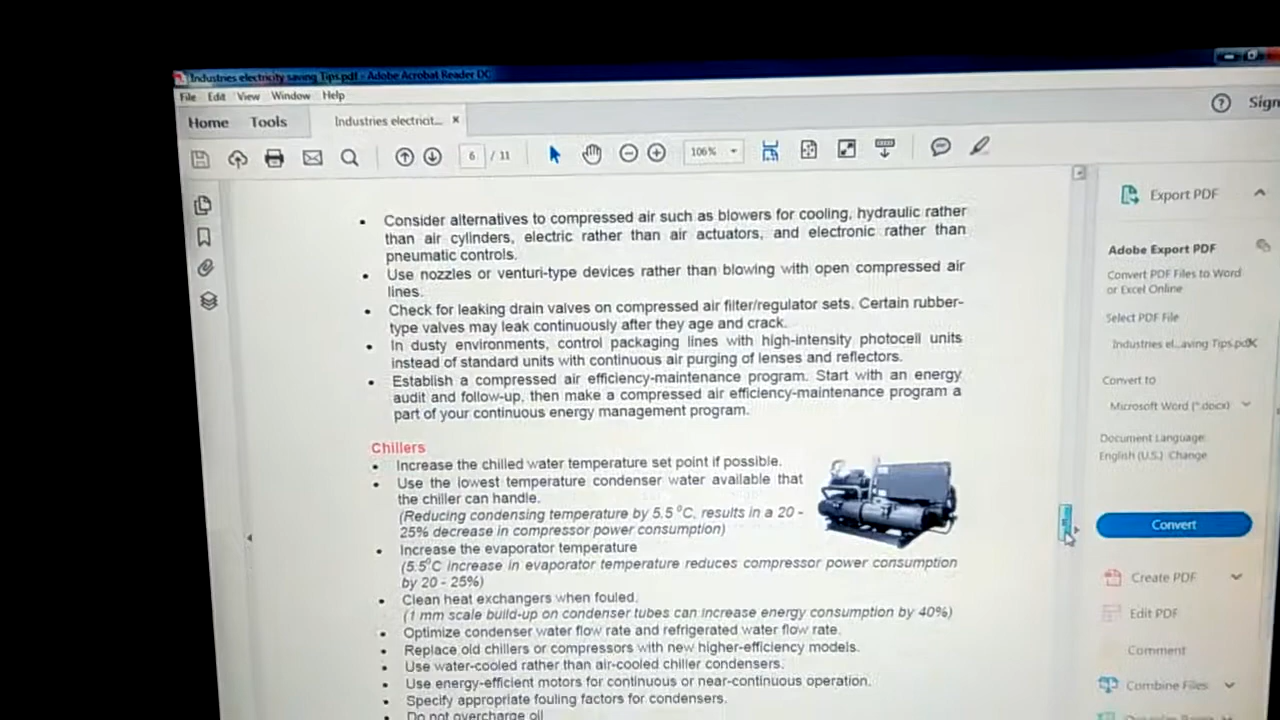 Industries electricity saving Tips.pdf - Adobe Acrobat Reader DC
File Edit View Window Help
Home Tools Industries electricit... ×
Sign
6 / 11 106%
Consider alternatives to compressed air such as blowers for cooling, hydraulic rather
than air cylinders, electric rather than air actuators, and electronic rather than
pneumatic controls.
Use nozzles or venturi-type devices rather than blowing with open compressed air
lines.
Check for leaking drain valves on compressed air filter/regulator sets. Certain rubber-
type valves may leak continuously after they age and crack.
In dusty environments, control packaging lines with high-intensity photocell units
instead of standard units with continuous air purging of lenses and reflectors.
Establish a compressed air efficiency-maintenance program. Start with an energy
audit and follow-up, then make a compressed air efficiency-maintenance program a
part of your continuous energy management program.
Chillers
Increase the chilled water temperature set point if possible.
Use the lowest temperature condenser water available that
the chiller can handle.
(Reducing condensing temperature by 5.5 °C, results in a 20 -
25% decrease in compressor power consumption)
Increase the evaporator temperature
(5.5°C increase in evaporator temperature reduces compressor power consumption
by 20 - 25%)
Clean heat exchangers when fouled.
(1 mm scale build-up on condenser tubes can increase energy consumption by 40%)
Optimize condenser water flow rate and refrigerated water flow rate.
Replace old chillers or compressors with new higher-efficiency models.
Use water-cooled rather than air-cooled chiller condensers.
Use energy-efficient motors for continuous or near-continuous operation.
Specify appropriate fouling factors for condensers.
Do not overcharge oil
Export PDF
Adobe Export PDF
Convert PDF Files to Word
or Excel Online
Select PDF File
Industries el...aving Tips.pdf
Convert to
Microsoft Word (*.docx)
Document Language:
English (U.S.) Change
Convert
Create PDF
Edit PDF
Comment
Combine Files